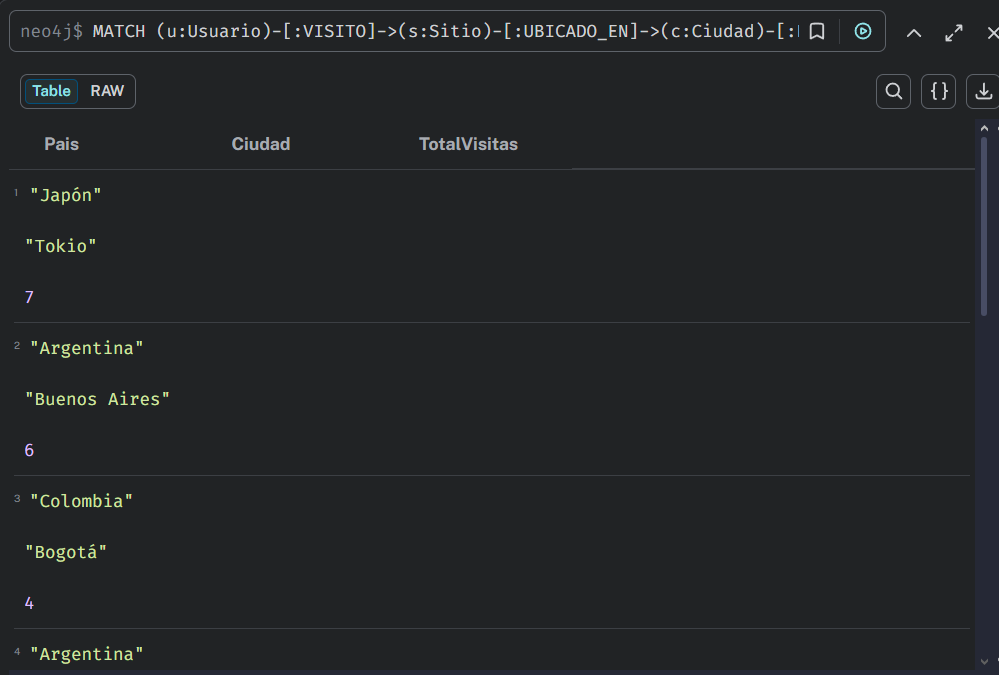 neo4j$ MATCH (u:Usuario)-[:VISITO]->(s:Sitio)-[:UBICADO_EN]->(c:Ciudad)-[:
Table RAW
Pais Ciudad TotalVisitas
1 "Japón"
"Tokio"
7
2 "Argentina"
"Buenos Aires"
6
3 "Colombia"
"Bogotá"
4
4 "Argentina"